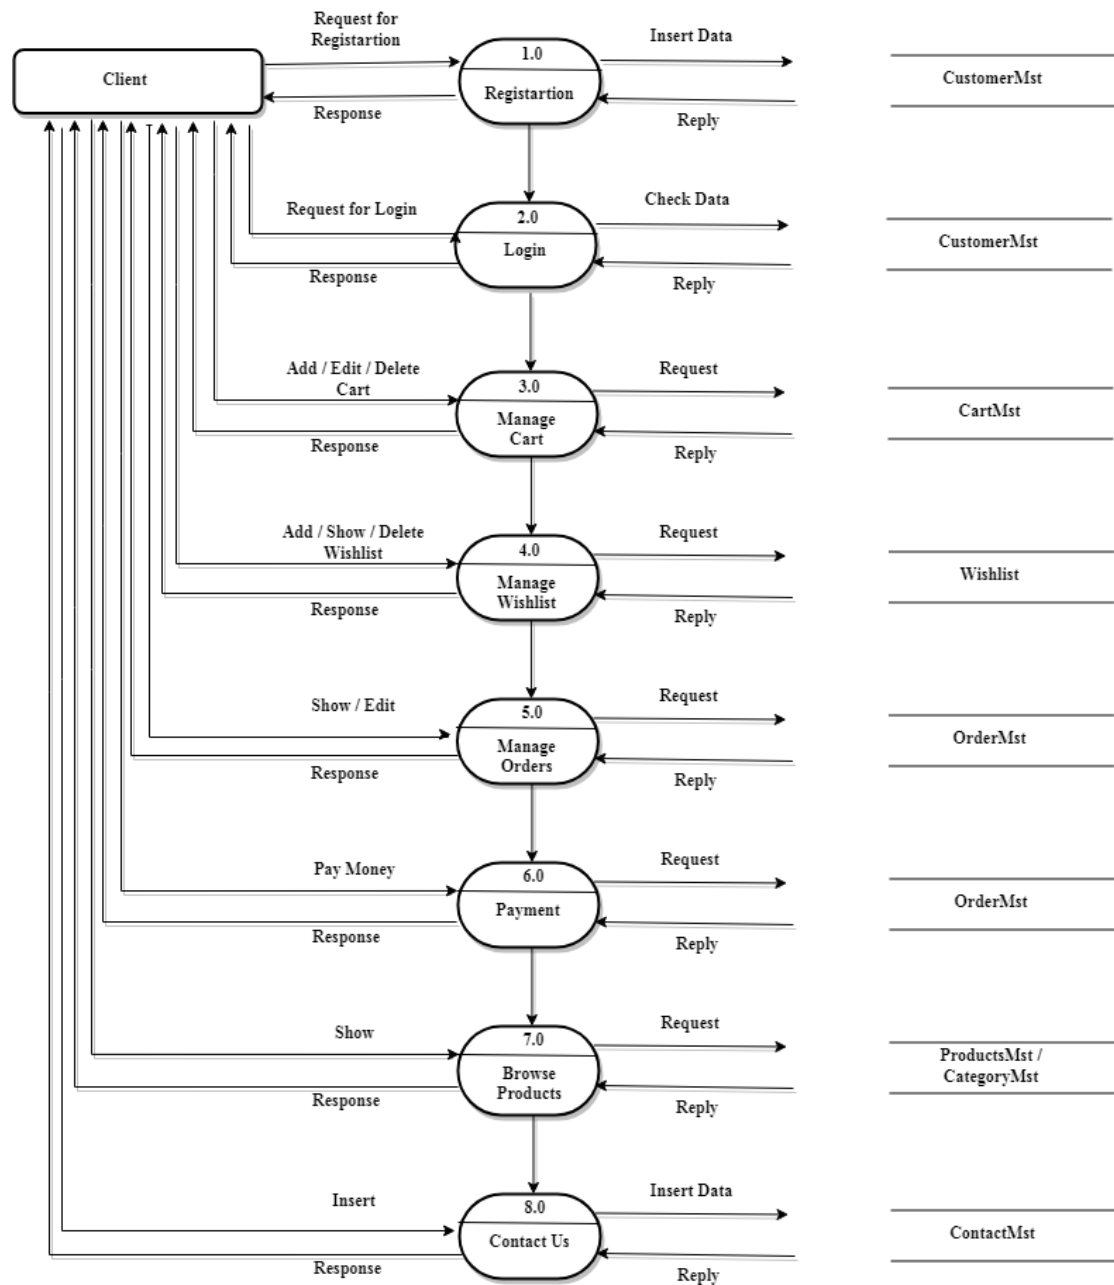 Request for
Registartion
Insert Data
1.0
Client
CustomerMst
Registartion
Response
Reply
Check Data
Request for Login
2.0
CustomerMst
Login
Response
Reply
Add / Edit / Delete
Cart
Request
3.0
CartMst
Manage
Cart
Response
Reply
Add / Show / Delete
Wishlist
Request
4.0
Wishlist
Manage
Wishlist
Response
Reply
Show / Edit
Request
5.0
OrderMst
Manage
Orders
Response
Reply
Pay Money
Request
6.0
OrderMst
Payment
Response
Reply
Show
Request
7.0
ProductsMst /
CategoryMst
Browse
Products
Response
Reply
Insert
Insert Data
8.0
ContactMst
Contact Us
Response
Reply